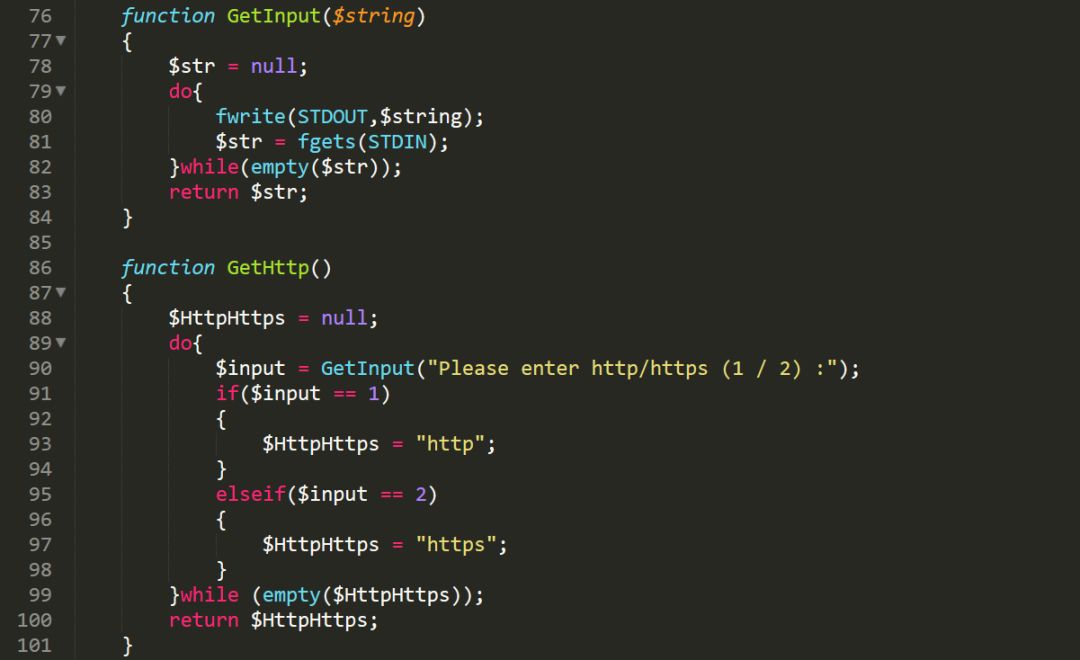 76 function GetInput($string)
77 {
78 $str = null;
79 do{
80 fwrite(STDOUT,$string);
81 $str = fgets(STDIN);
82 }while(empty($str));
83 return $str;
84 }
85
86 function GetHttp()
87 {
88 $HttpHttps = null;
89 do{
90 $input = GetInput("Please enter http/https (1 / 2) :");
91 if($input == 1)
92 {
93 $HttpHttps = "http";
94 }
95 elseif($input == 2)
96 {
97 $HttpHttps = "https";
98 }
99 }while (empty($HttpHttps));
100 return $HttpHttps;
101 }